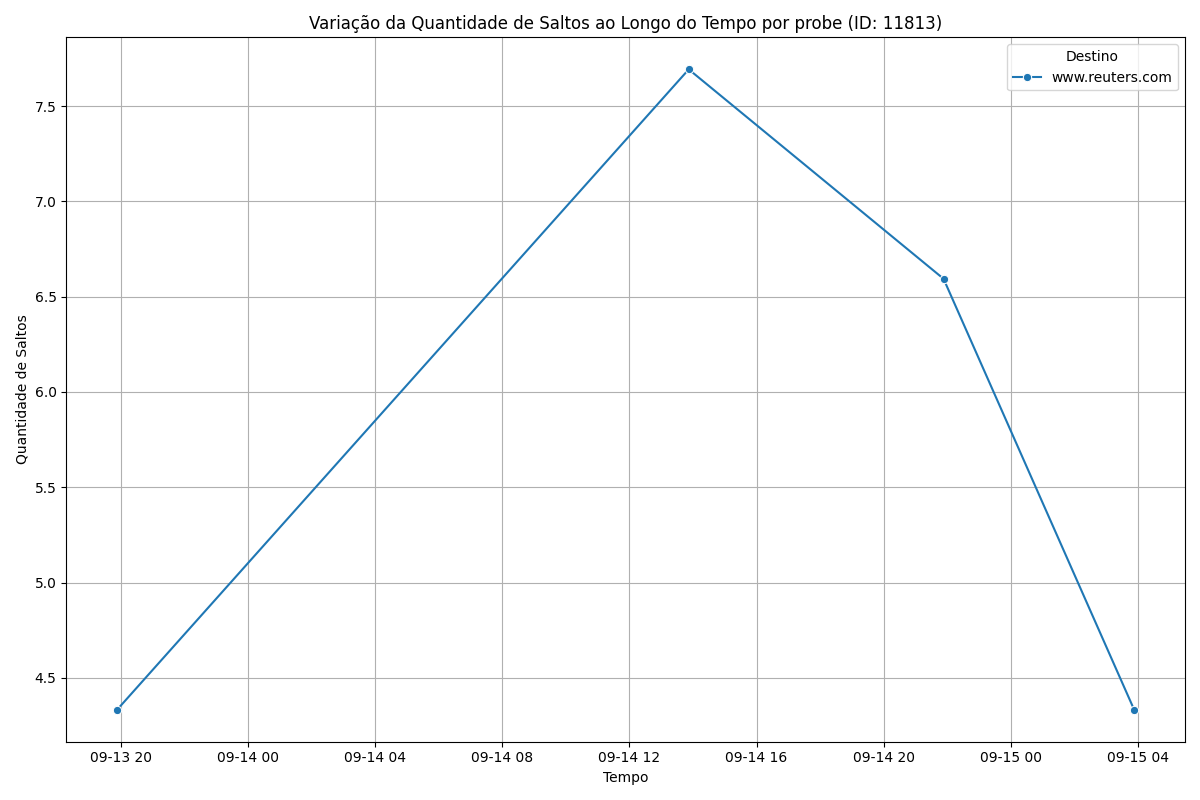 Variação da Quantidade de Saltos ao Longo do Tempo por probe (ID: 11813)
Destino
www.reuters.com
Quantidade de Saltos
7.5
7.0
6.5
6.0
5.5
5.0
4.5
09-13 20 09-14 00 09-14 04 09-14 08 09-14 12 09-14 16 09-14 20 09-15 00 09-15 04
Tempo